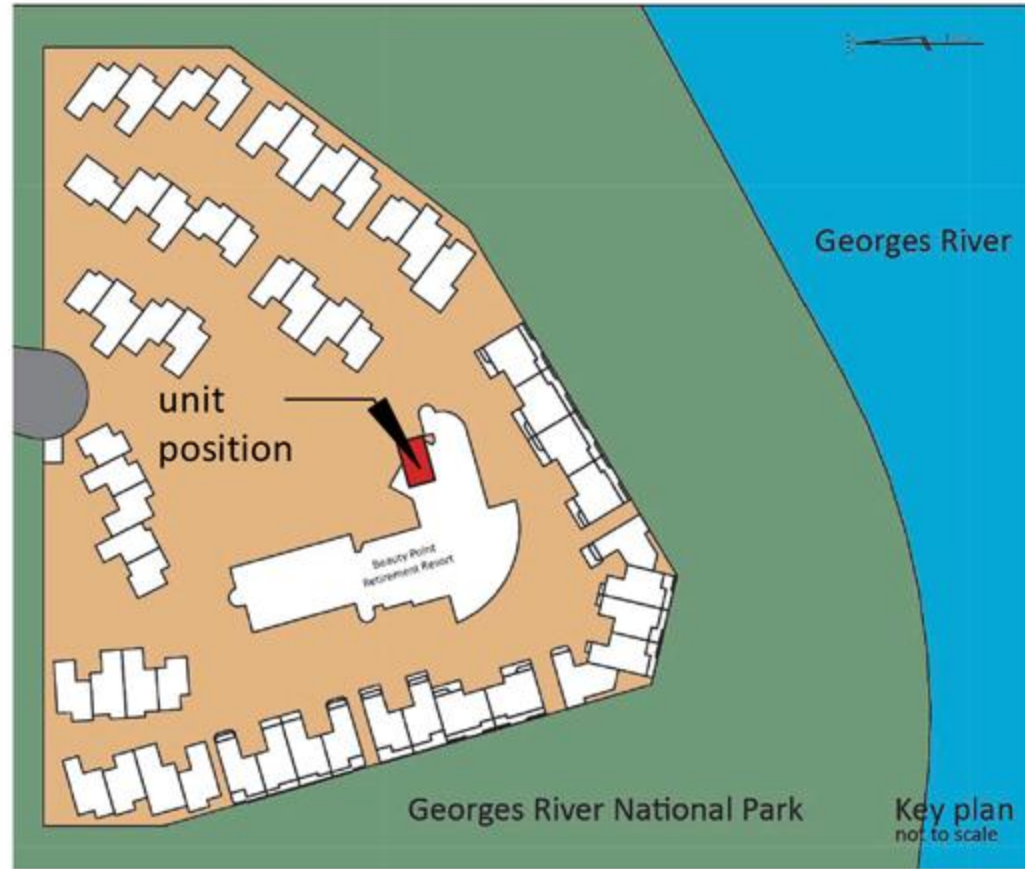 Georges River
unit
position
Beauty Point
Retirement Resort
Georges River National Park
Key plan
not to scale